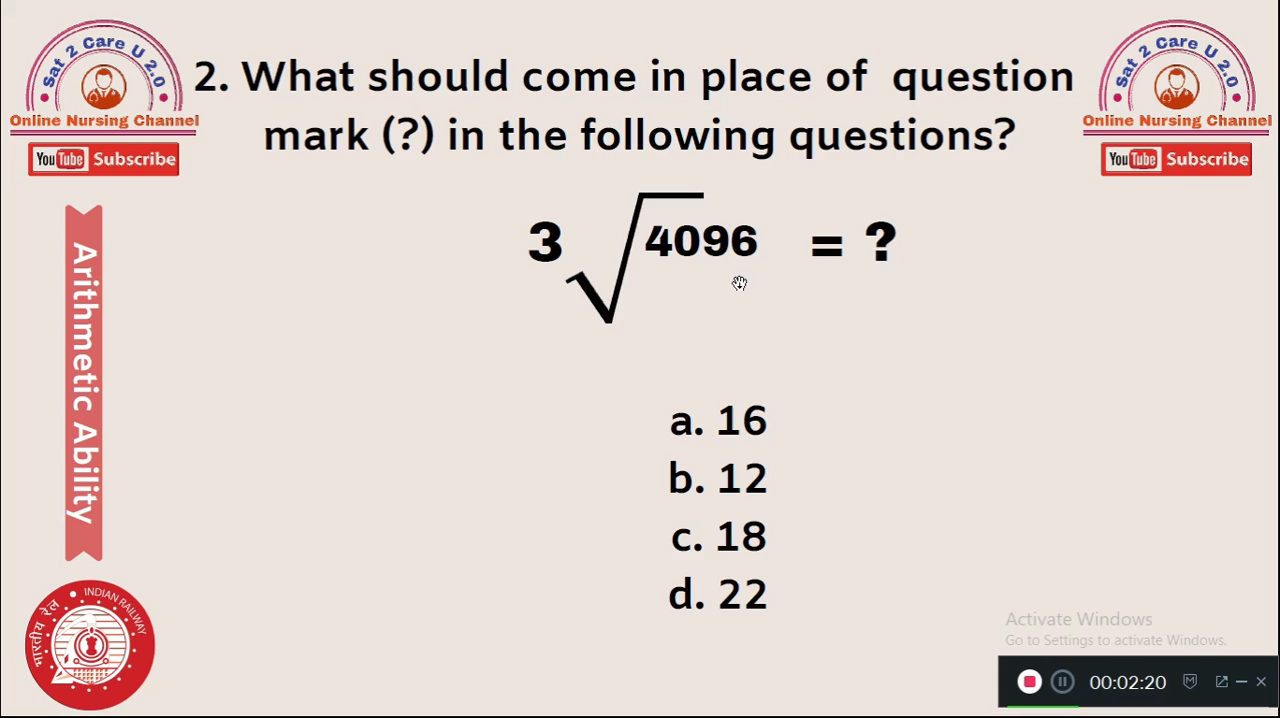 Sat 2 Care U 2.0
Online Nursing Channel
YouTube Subscribe
2. What should come in place of question
mark (?) in the following questions?
Sat 2 Care U 2.0
Online Nursing Channel
YouTube Subscribe
3 √4096 = ?
Arithmetic Ability
a. 16
b. 12
c. 18
d. 22
भारतीय रेल
INDIAN RAILWAY
Activate Windows
Go to Settings to activate Windows.
00:02:20